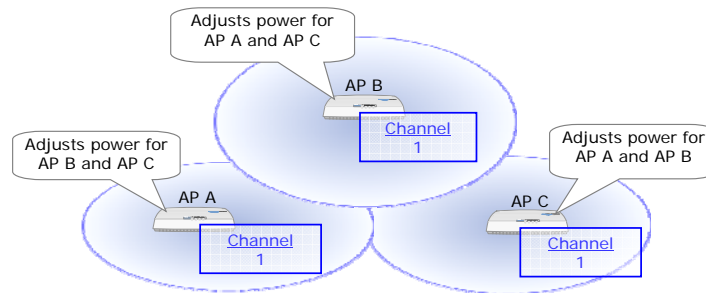 Adjusts power for
AP A and AP C
AP B
Channel
1
Adjusts power for
AP B and AP C
AP A
Channel
1
Adjusts power for
AP A and AP B
AP C
Channel
1